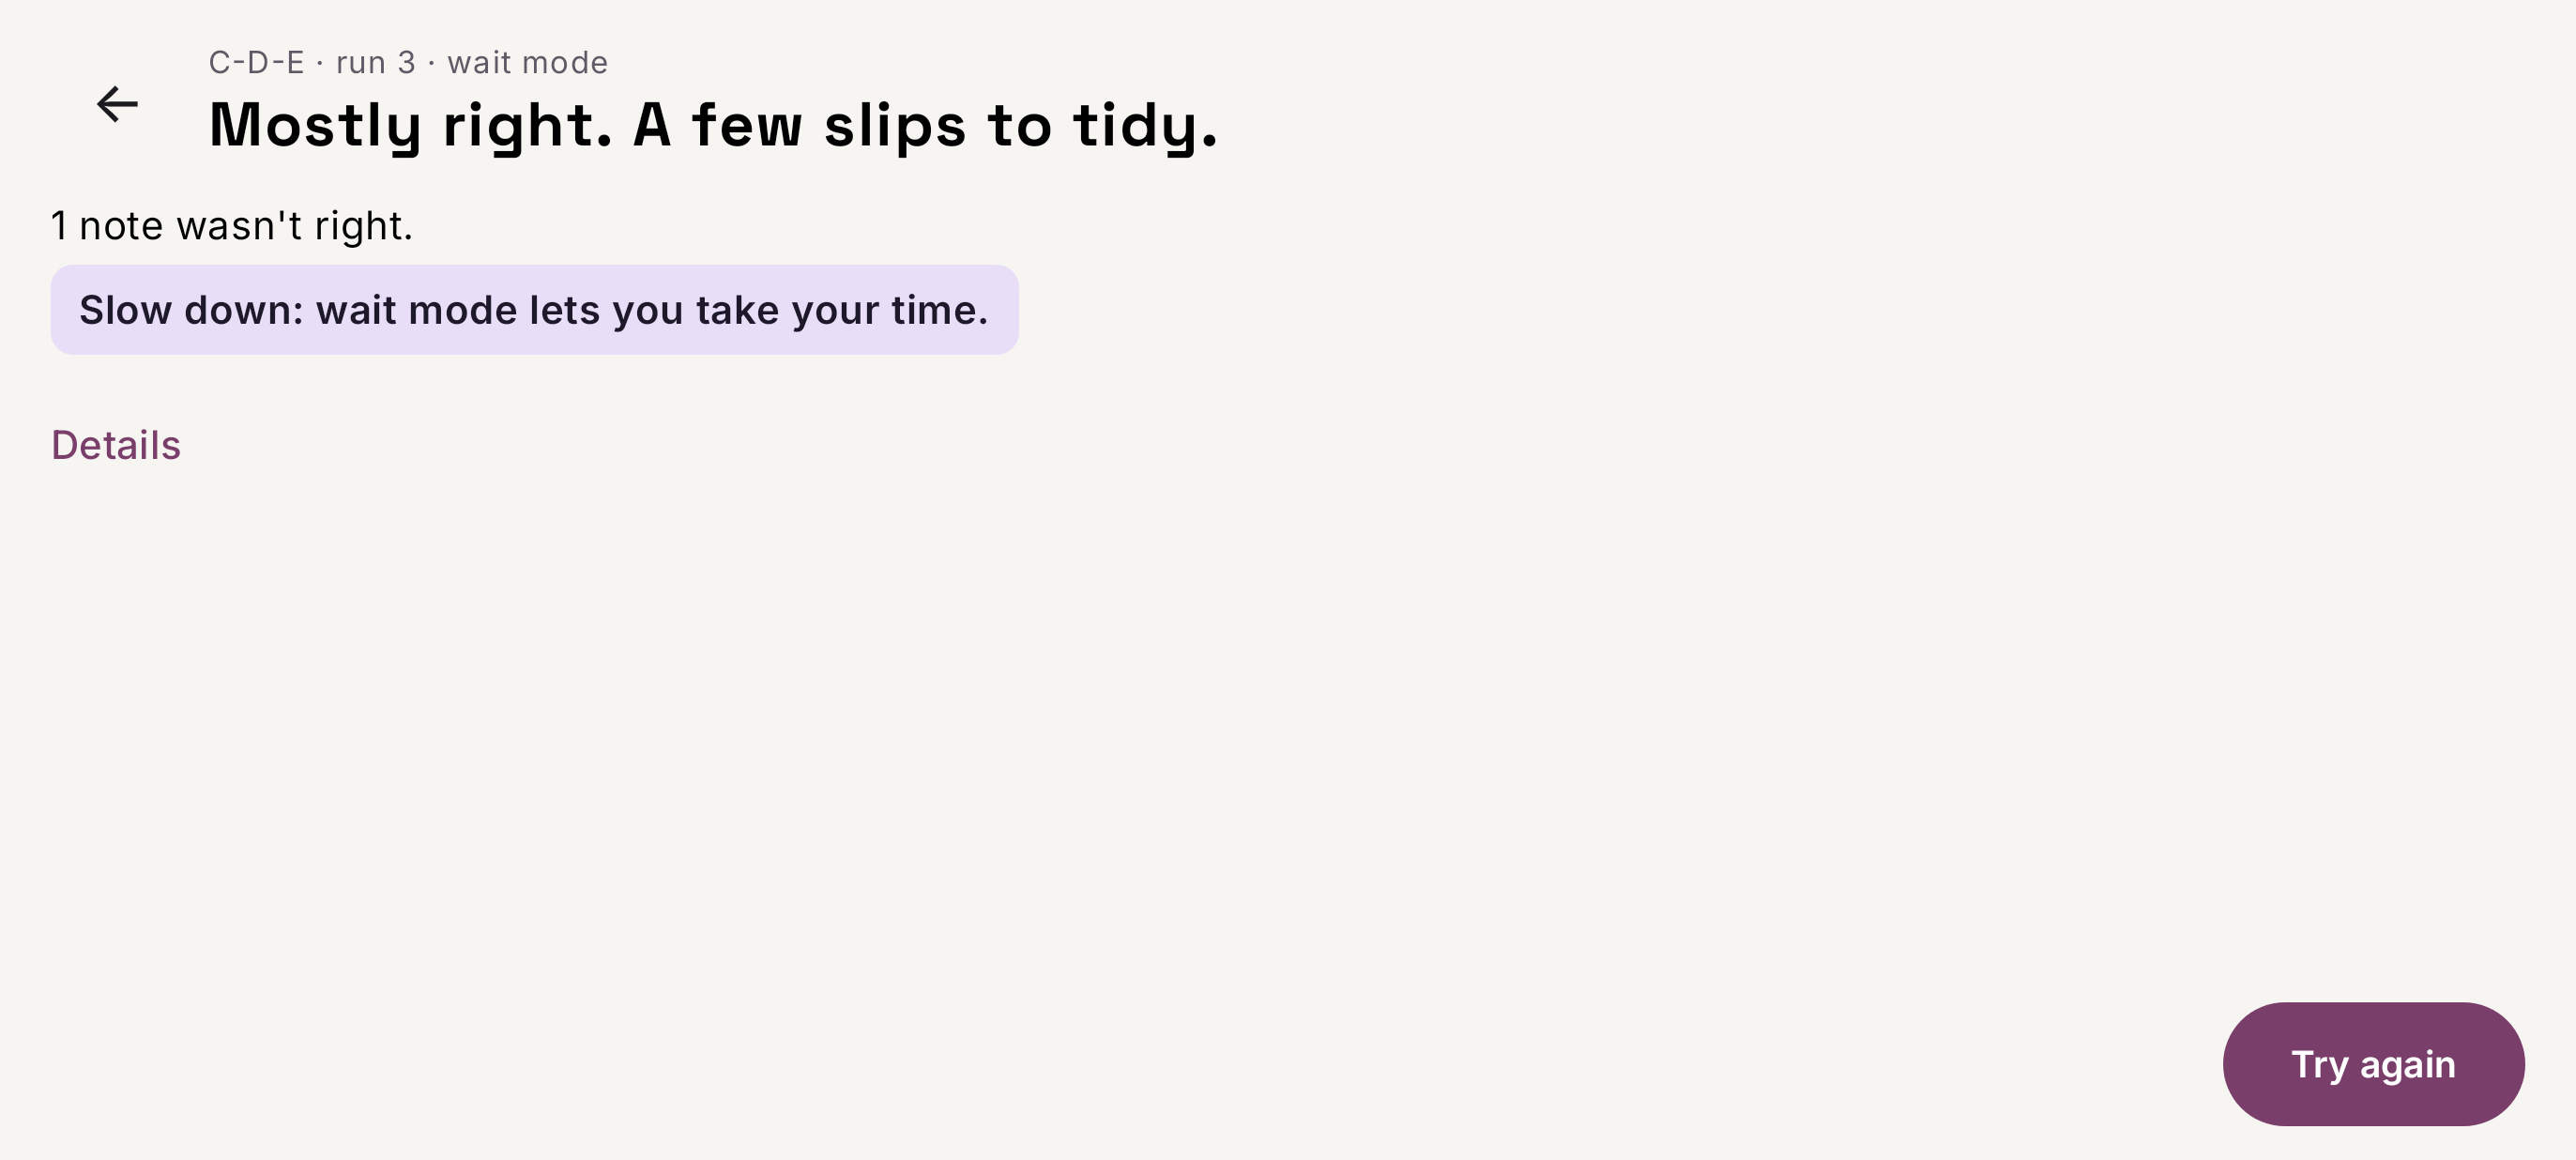 C-D-E · run 3 · wait mode
Mostly right. A few slips to tidy.
1 note wasn't right.
Slow down: wait mode lets you take your time.
Details
Try again